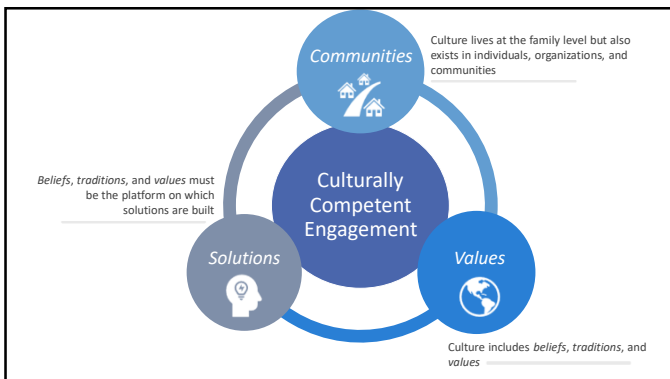 Communities
Culture lives at the family level but also
exists in individuals, organizations, and
communities
Beliefs, traditions, and values must
be the platform on which
solutions are built
Culturally
Competent
Engagement
Solutions
Values
Culture includes beliefs, traditions, and
values